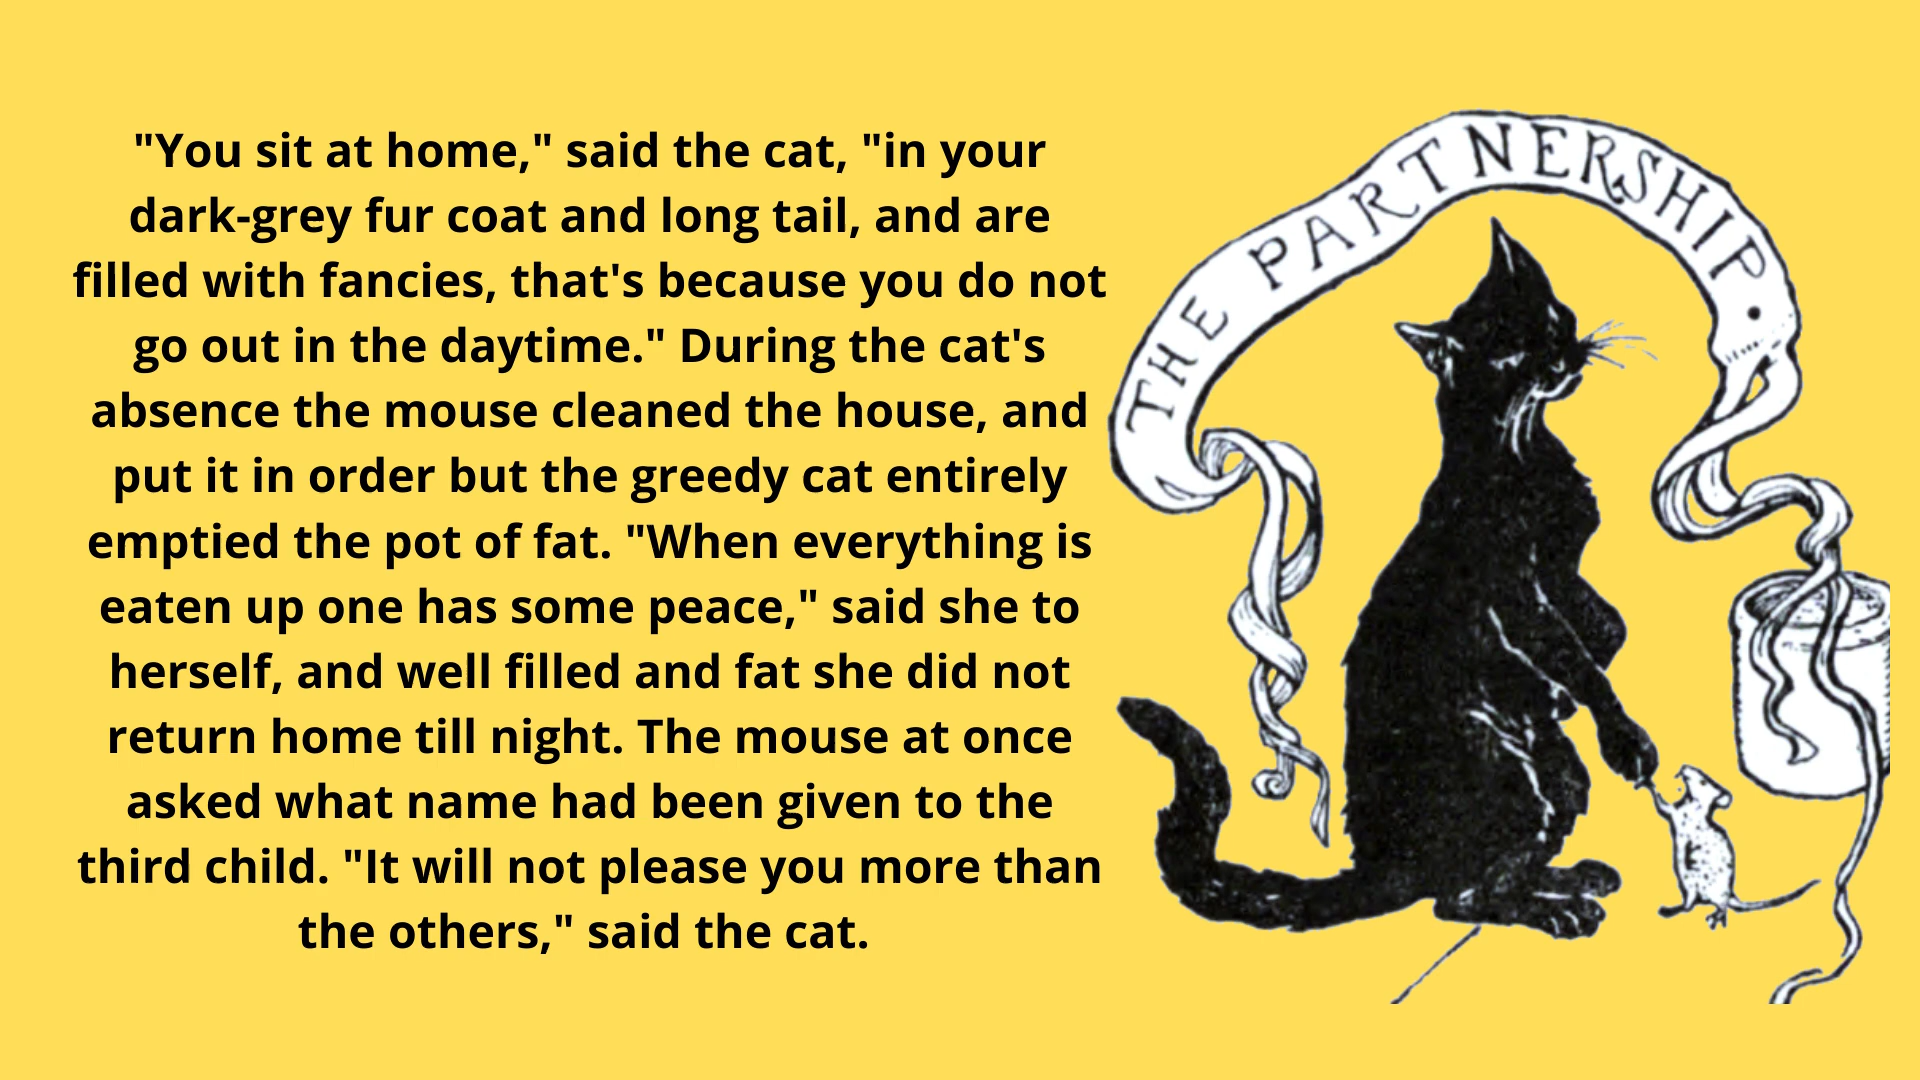 "You sit at home," said the cat, "in your
dark-grey fur coat and long tail, and are
filled with fancies, that's because you do not
go out in the daytime." During the cat's
absence the mouse cleaned the house, and
put it in order but the greedy cat entirely
emptied the pot of fat. "When everything is
eaten up one has some peace," said she to
herself, and well filled and fat she did not
return home till night. The mouse at once
asked what name had been given to the
third child. "It will not please you more than
the others," said the cat.
THE PARTNERSHIP.